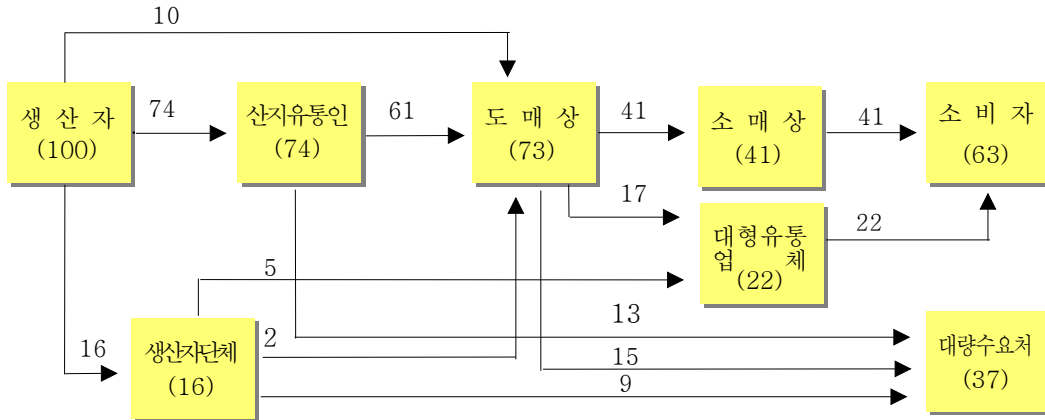 10
생 산 자
(100)
74
산지유통인
(74)
61
도 매 상
(73)
41
소 매 상
(41)
41
소 비 자
(63)
17
대형유통
업 체
(22)
22
5
13
16
생산자단체
(16)
2
15
9
대량수요처
(37)